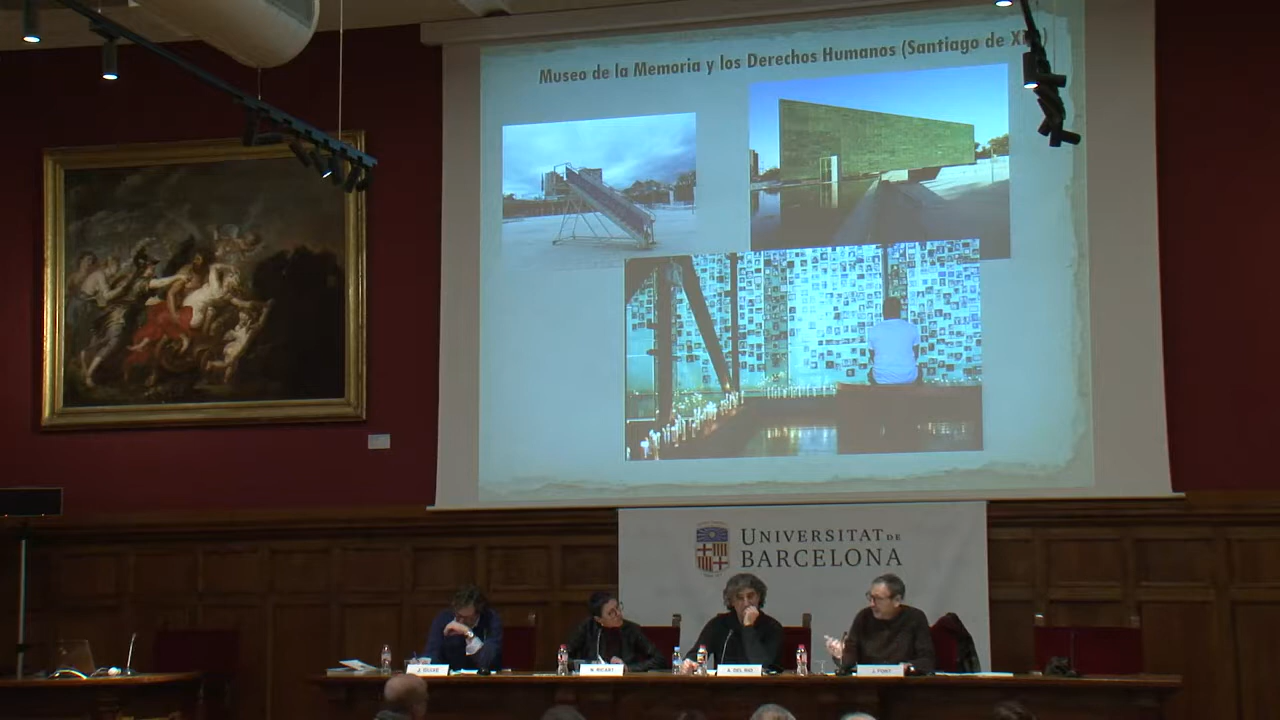 Museo de la Memoria y los Derechos Humanos (Santiago de
UNIVERSITAT DE
BARCELONA
N. RICART
A. DEL RIO
J. FONT